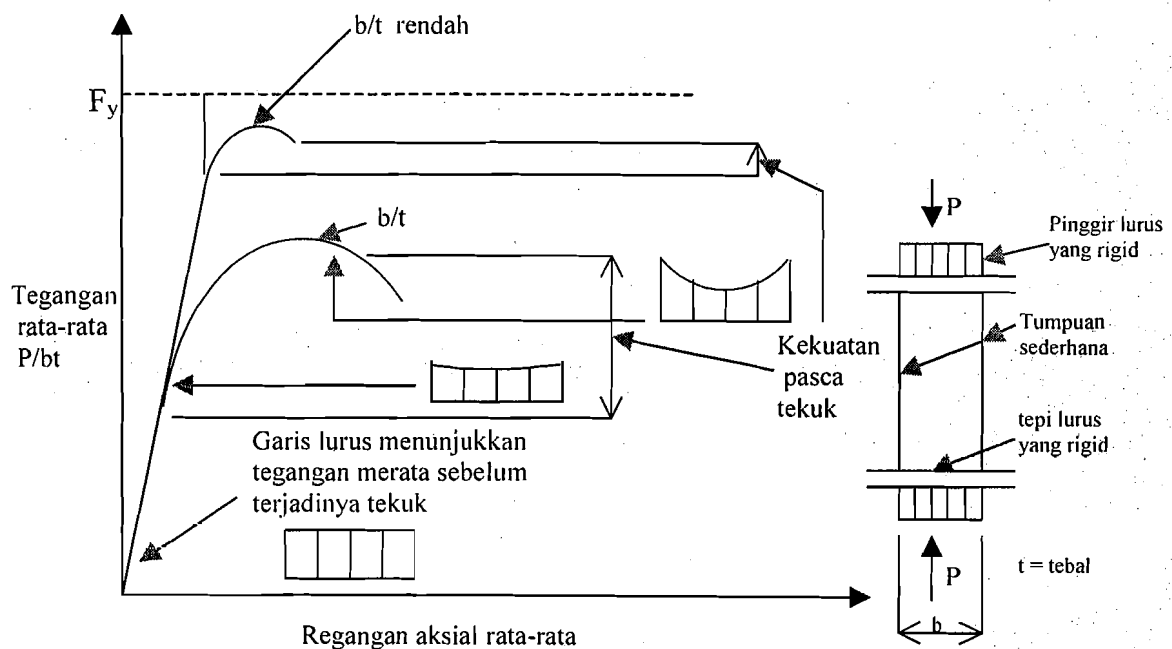 b/t rendah
Fy
b/t
Tegangan
rata-rata
P/bt
Kekuatan
pasca
tekuk
Garis lurus menunjukkan
tegangan merata sebelum
terjadinya tekuk
Regangan aksial rata-rata
P
Pinggir lurus
yang rigid
Tumpuan
sederhana
tepi lurus
yang rigid
P
t = tebal
b